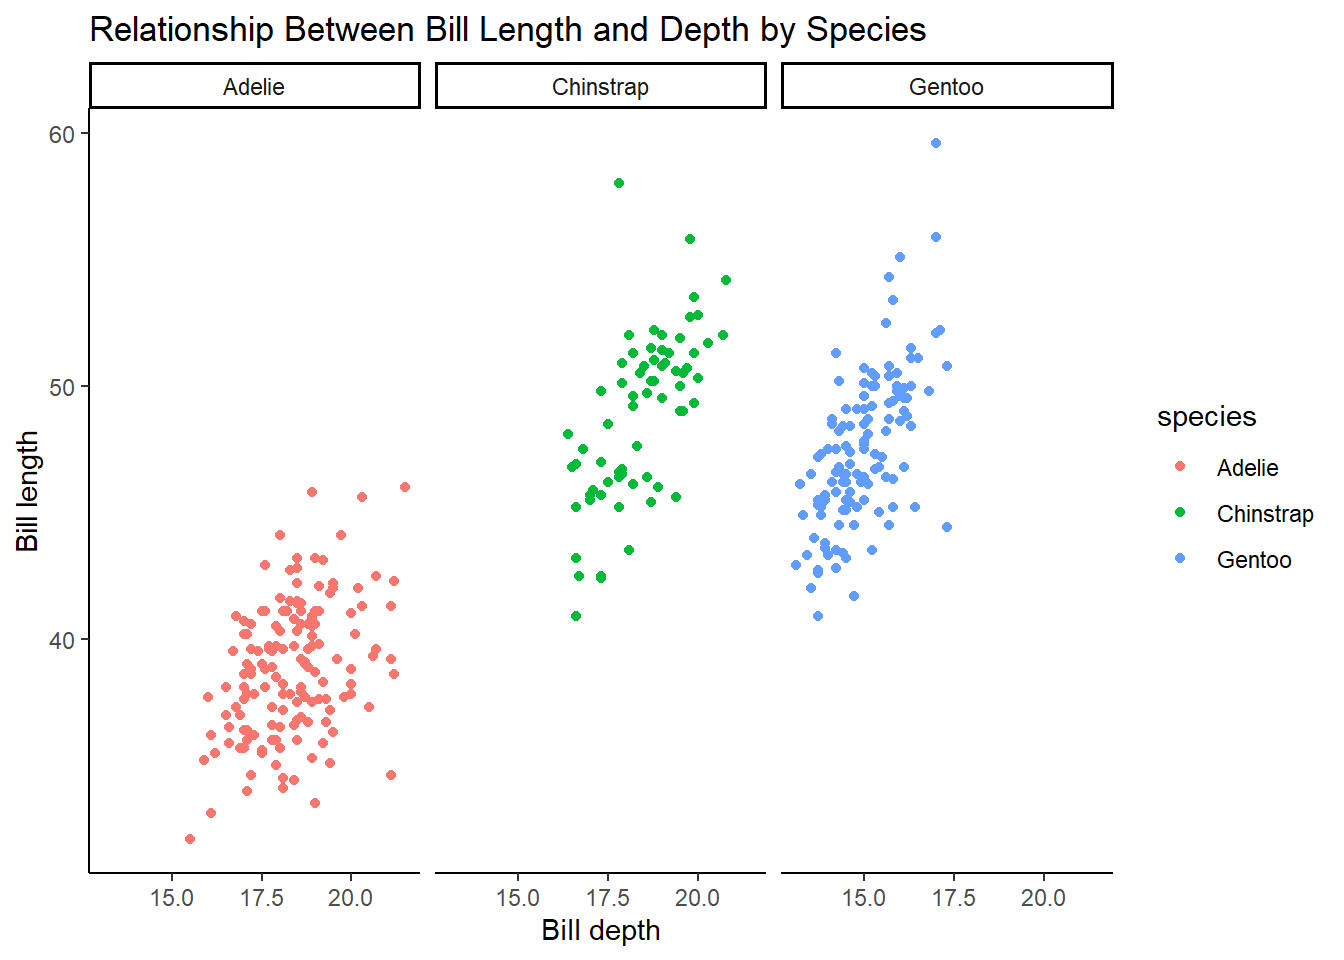 Relationship Between Bill Length and Depth by Species
Adelie
Chinstrap
Gentoo
60
50
40
Bill length
15.0 17.5 20.0
15.0 17.5 20.0
15.0 17.5 20.0
Bill depth
species
Adelie
Chinstrap
Gentoo